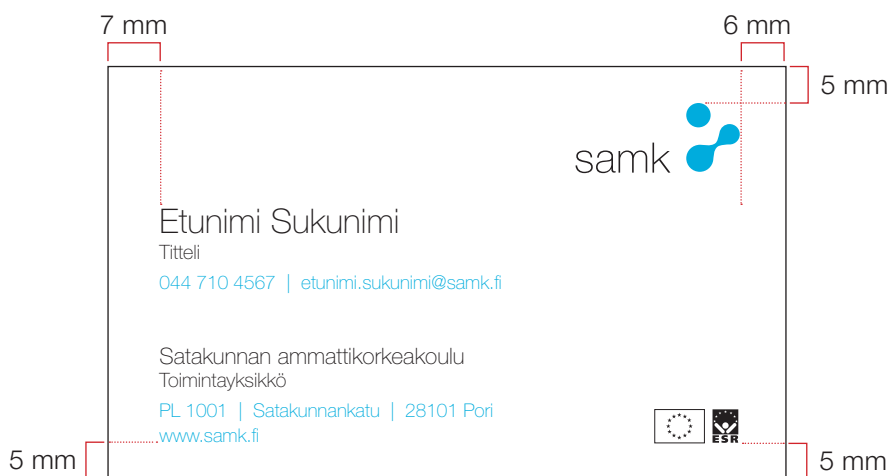 7 mm
6 mm
5 mm
samk
Etunimi Sukunimi
Titteli
044 710 4567 | etunimi.sukunimi@samk.fi
Satakunnan ammattikorkeakoulu
Toimintayksikkö
PL 1001 | Satakunnankatu | 28101 Pori
www.samk.fi
ESR
5 mm
5 mm